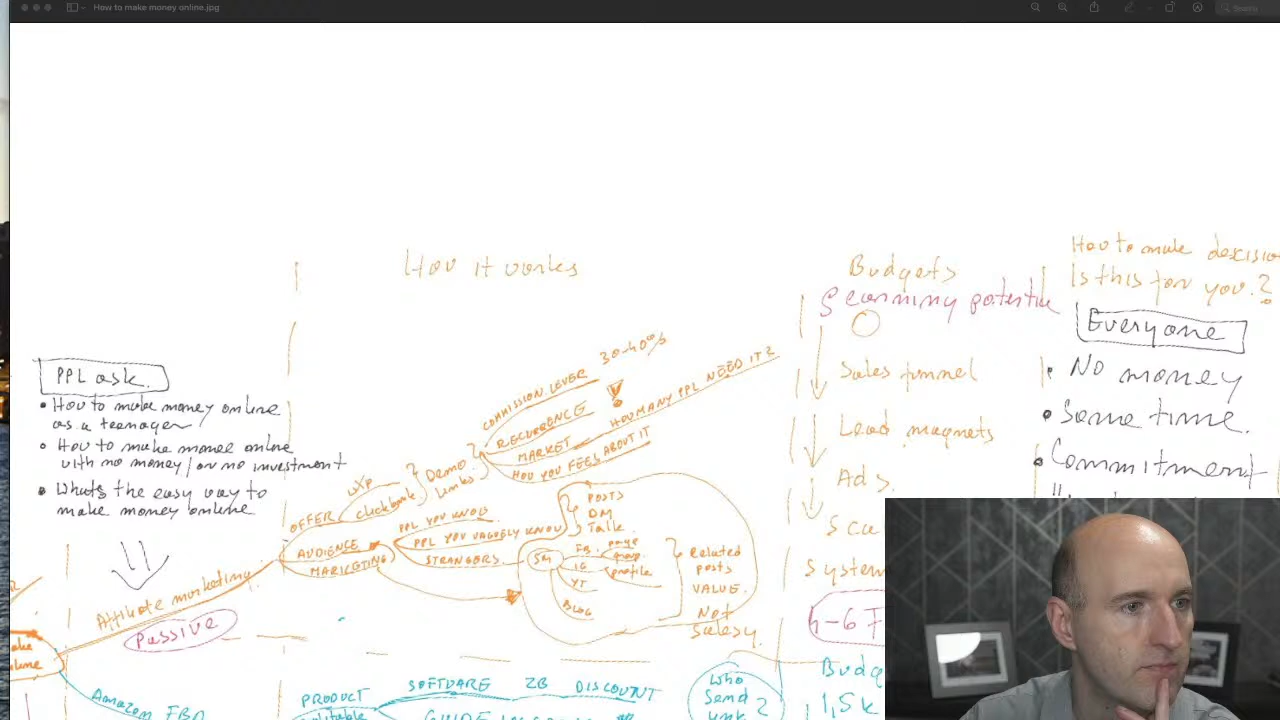 How to make money online.jpg
Search
How it works
Budgets
& earning potential
How to make decision
Is this for you?
Everyone
• No money
• Some time.
• Commitment
Sales funnel
Lead magnets
Ads.
System
Budg
1,5k
PPL ask.
• How to make money online
as a teenager
• How to make money online
with no money/or no investment
• Whats the easy way to
make money online
Affiliate marketing
Passive
OFFER
WXP
clickbank
Demo
Links
COMMISSION LEVEL
30-40%
RECURRENCE
MARKET
HOW MANY PPL NEED IT?
HOW YOU FEEL ABOUT IT
AUDIENCE
MARKETING
PPL YOU KNOW
PPL YOU VAGUELY KNOW
STRANGERS
POSTS
DM
Talk.
SM
FB
page
group
profile
IG
YT
BLOG
Related
posts
VALUE
Not
Salesy
Amazon FBA
PRODUCT
SOFTWARE
DISCOUNT
Who
Send
link